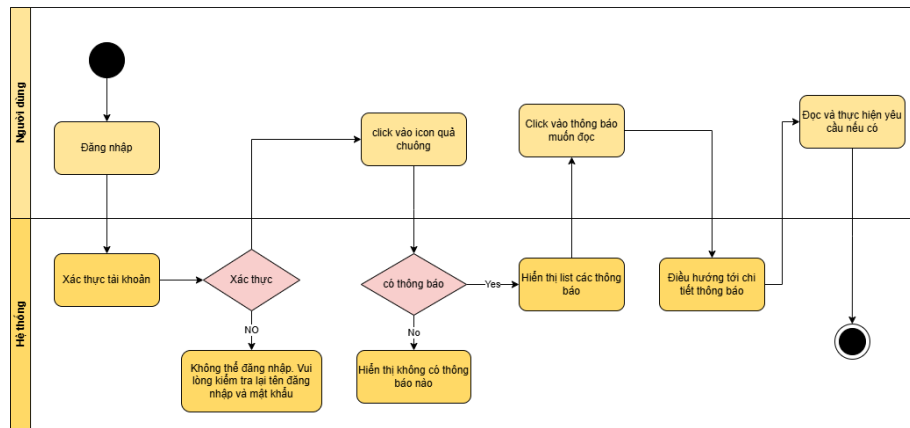 Người dùng
Đăng nhập
click vào icon quả
chuông
Click vào thông báo
muốn đọc
Đọc và thực hiện yêu
cầu nếu có
Hệ thống
Xác thực tài khoản
Xác thực
NO
Không thể đăng nhập. Vui
lòng kiểm tra lại tên đăng
nhập và mật khẩu
có thông báo
Yes
No
Hiển thị không có thông
báo nào
Hiển thị list các thông
báo
Điều hướng tới chi
tiết thông báo